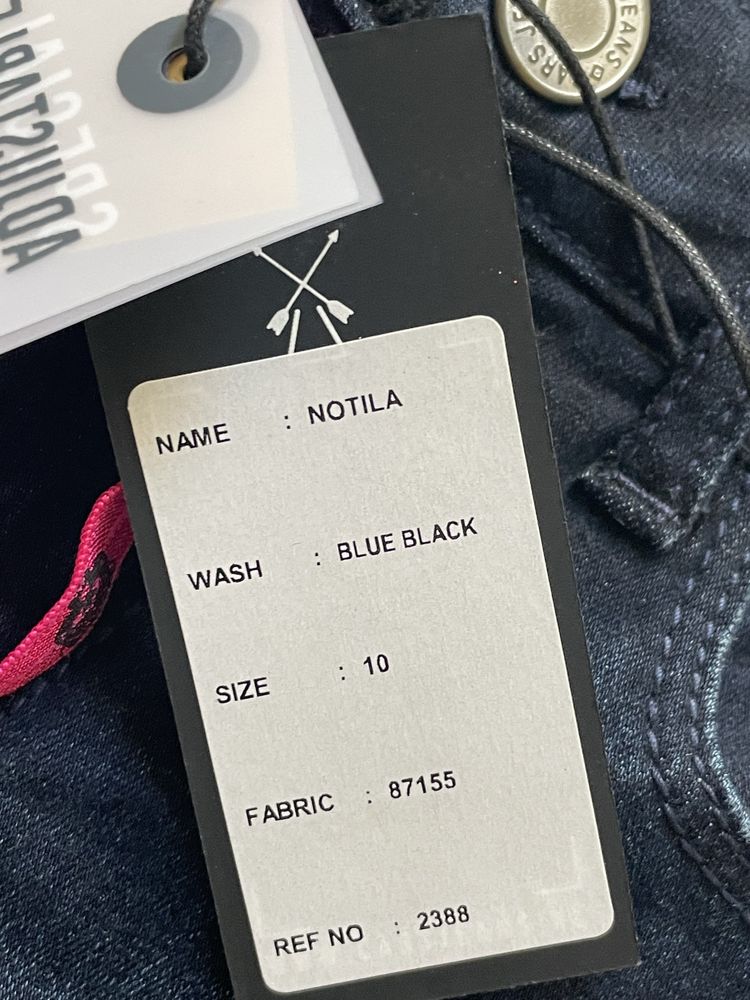 NAME : NOTILA
WASH : BLUE BLACK
SIZE : 10
FABRIC : 87155
REF NO : 2388